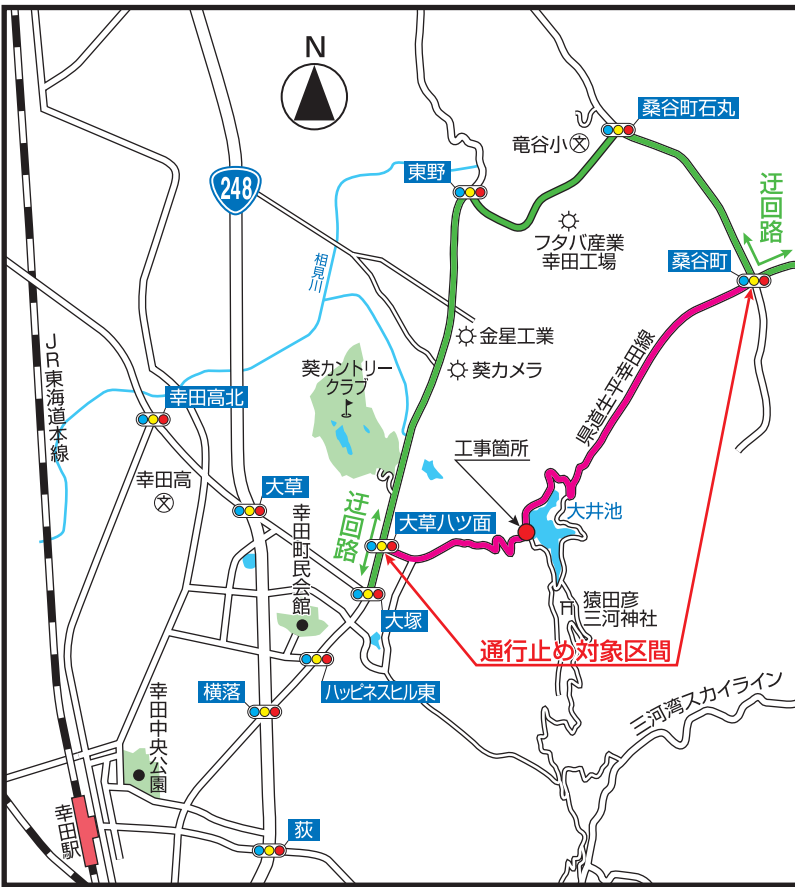 N
桑谷町石丸
竜谷小
文
東野
248
迂回路
フタバ産業
幸田工場
桑谷町
相見川
金星工業
葵カメラ
JR東海道本線
葵カントリー
クラブ
県道生平幸田線
幸田高北
工事箇所
幸田高
文
大草
迂回路
大草八ツ面
大井池
幸田町民会館
猿田彦
三河神社
大塚
通行止め対象区間
ハッピネスヒル東
横落
三河湾スカイライン
幸田中央公園
幸田駅
荻